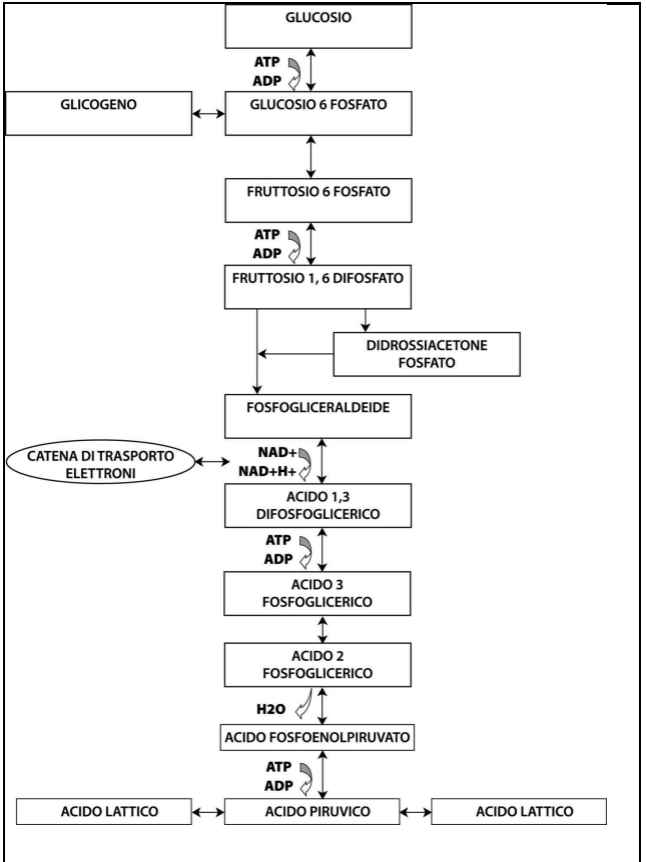 GLUCOSIO
ATP
ADP
GLICOGENO
GLUCOSIO 6 FOSFATO
FRUTTOSIO 6 FOSFATO
ATP
ADP
FRUTTOSIO 1, 6 DIFOSFATO
DIDROSSIACETONE
FOSFATO
FOSFOGLICERALDEIDE
CATENA DI TRASPORTO
ELETTRONI
NAD+
NAD+H+
ACIDO 1,3
DIFOSFOGLICERICO
ATP
ADP
ACIDO 3
FOSFOGLICERICO
ACIDO 2
FOSFOGLICERICO
H2O
ACIDO FOSFOENOLPIRUVATO
ATP
ADP
ACIDO LATTICO
ACIDO PIRUVICO
ACIDO LATTICO